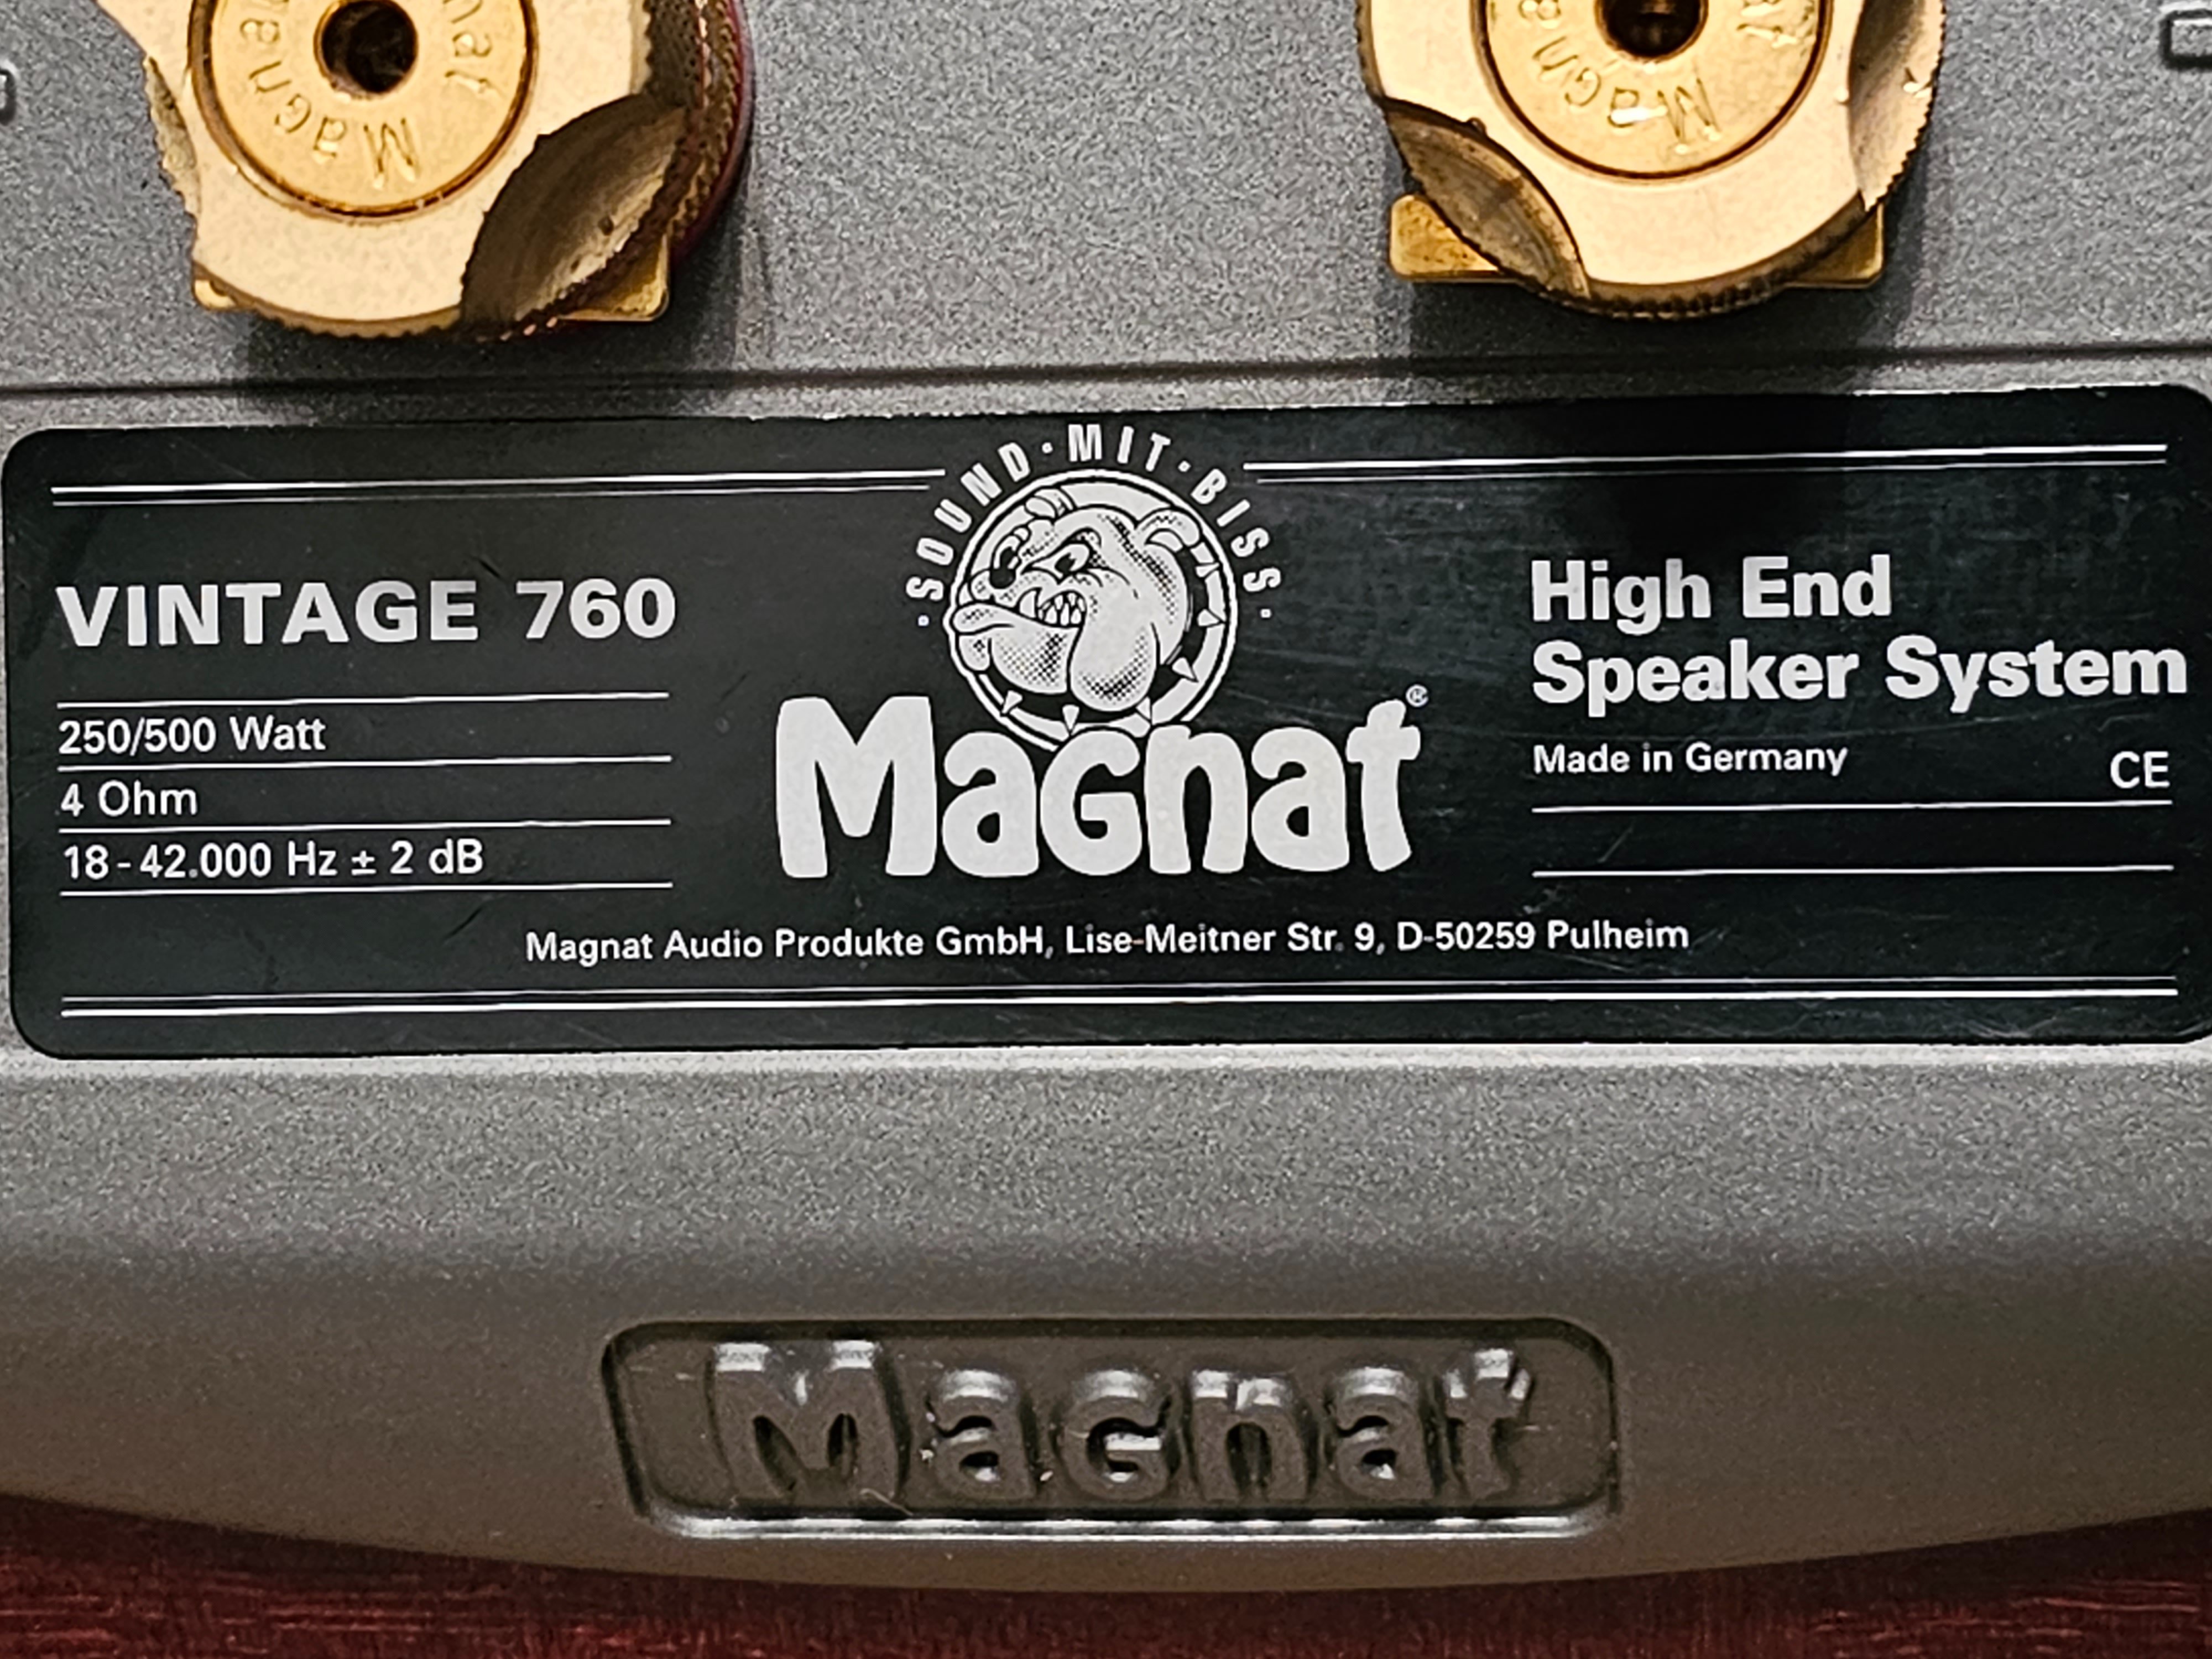 Magnat
Magnat
·SOUND·MIT·BISS·
VINTAGE 760
250/500 Watt
4 Ohm
18-42.000 Hz ± 2 dB
Magnat®
High End
Speaker System
Made in Germany
CE
Magnat Audio Produkte GmbH, Lise-Meitner Str. 9, D-50259 Pulheim
Magnat